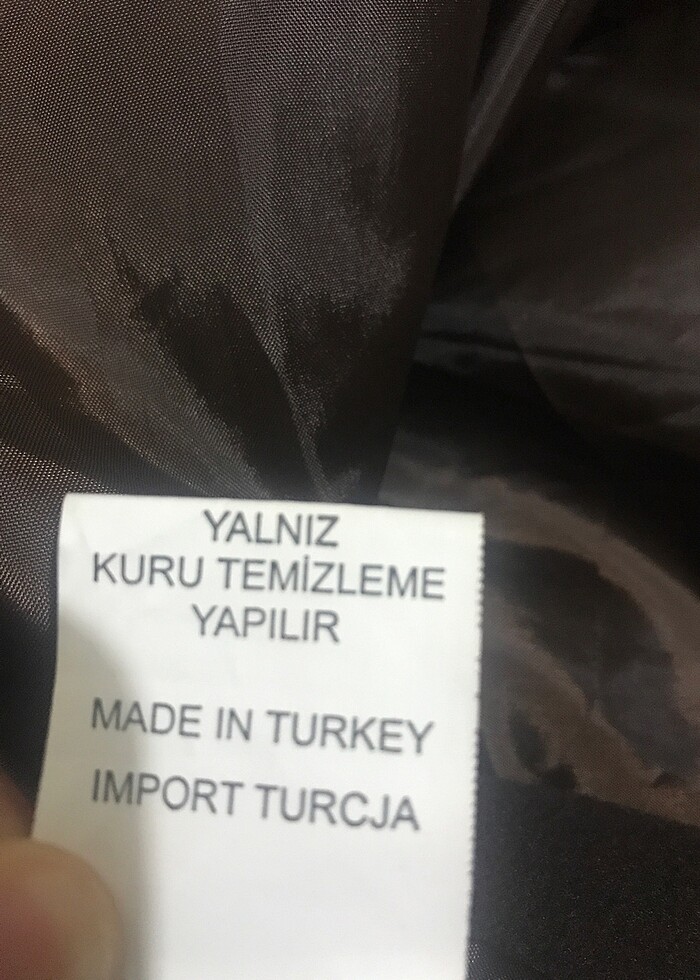 YALNIZ
KURU TEMİZLEME
YAPILIR
MADE IN TURKEY
IMPORT TURCJA